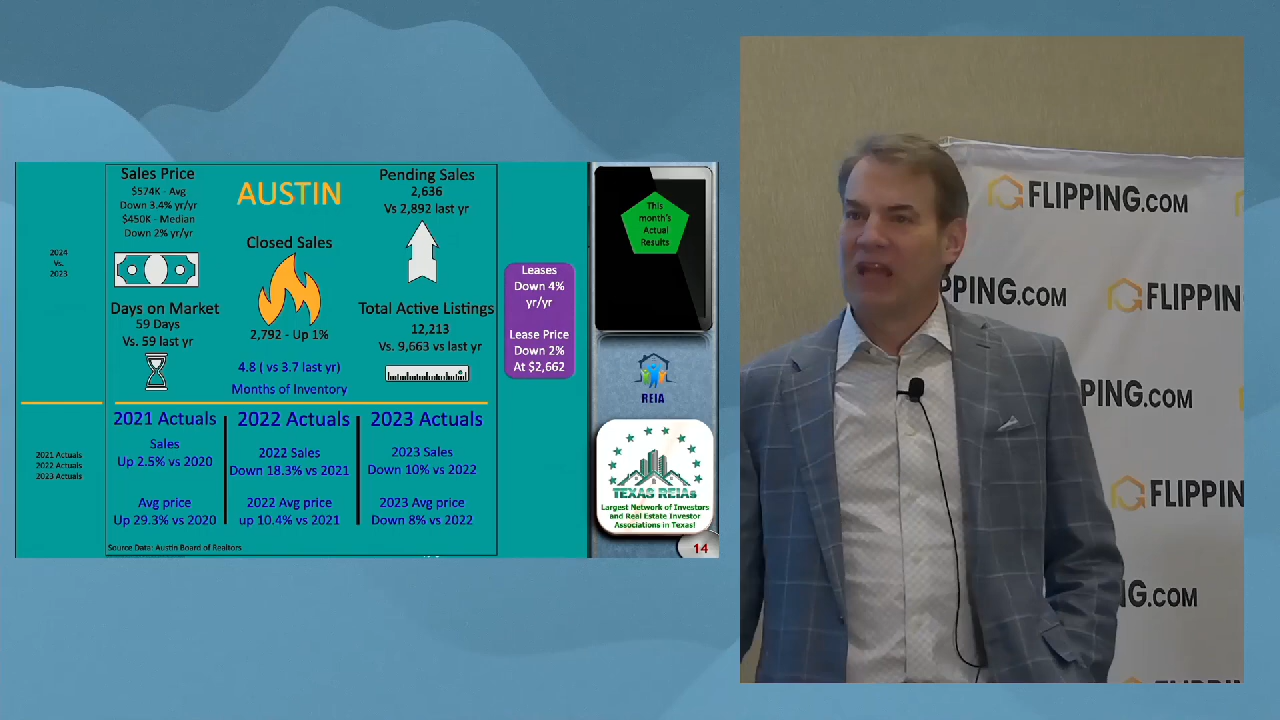 2024
Vs.
2023
Sales Price
$574K - Avg
Down 3.4% yr/yr
$450K - Median
Down 2% yr/yr
AUSTIN
Pending Sales
2,636
Vs 2,892 last yr
Closed Sales
2,792 - Up 1%
4.8 ( vs 3.7 last yr)
Months of Inventory
Days on Market
59 Days
Vs. 59 last yr
Total Active Listings
12,213
Vs. 9,663 vs last yr
Leases
Down 4%
yr/yr
Lease Price
Down 2%
At $2,662
This
month's
Actual
Results
REIA
2021 Actuals
2022 Actuals
2023 Actuals
2021 Actuals
Sales
Up 2.5% vs 2020
Avg price
Up 29.3% vs 2020
2022 Actuals
2022 Sales
Down 18.3% vs 2021
2022 Avg price
up 10.4% vs 2021
2023 Actuals
2023 Sales
Down 10% vs 2022
2023 Avg price
Down 8% vs 2022
Source Data: Austin Board of Realtors
TEXAS REIAs
Largest Network of Investors
and Real Estate Investor
Associations in Texas!
14
FLIPPING.COM
PPING.COM
FLIPPING
PPING.COM
FLIPPIN
NG.COM
FLIPPIN